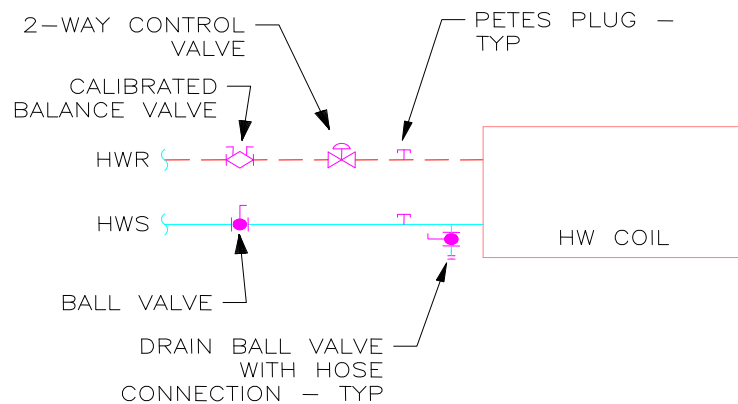 2-WAY CONTROL
VALVE
PETES PLUG -
TYP
CALIBRATED
BALANCE VALVE
HWR
HWS
HW COIL
BALL VALVE
DRAIN BALL VALVE
WITH HOSE
CONNECTION - TYP